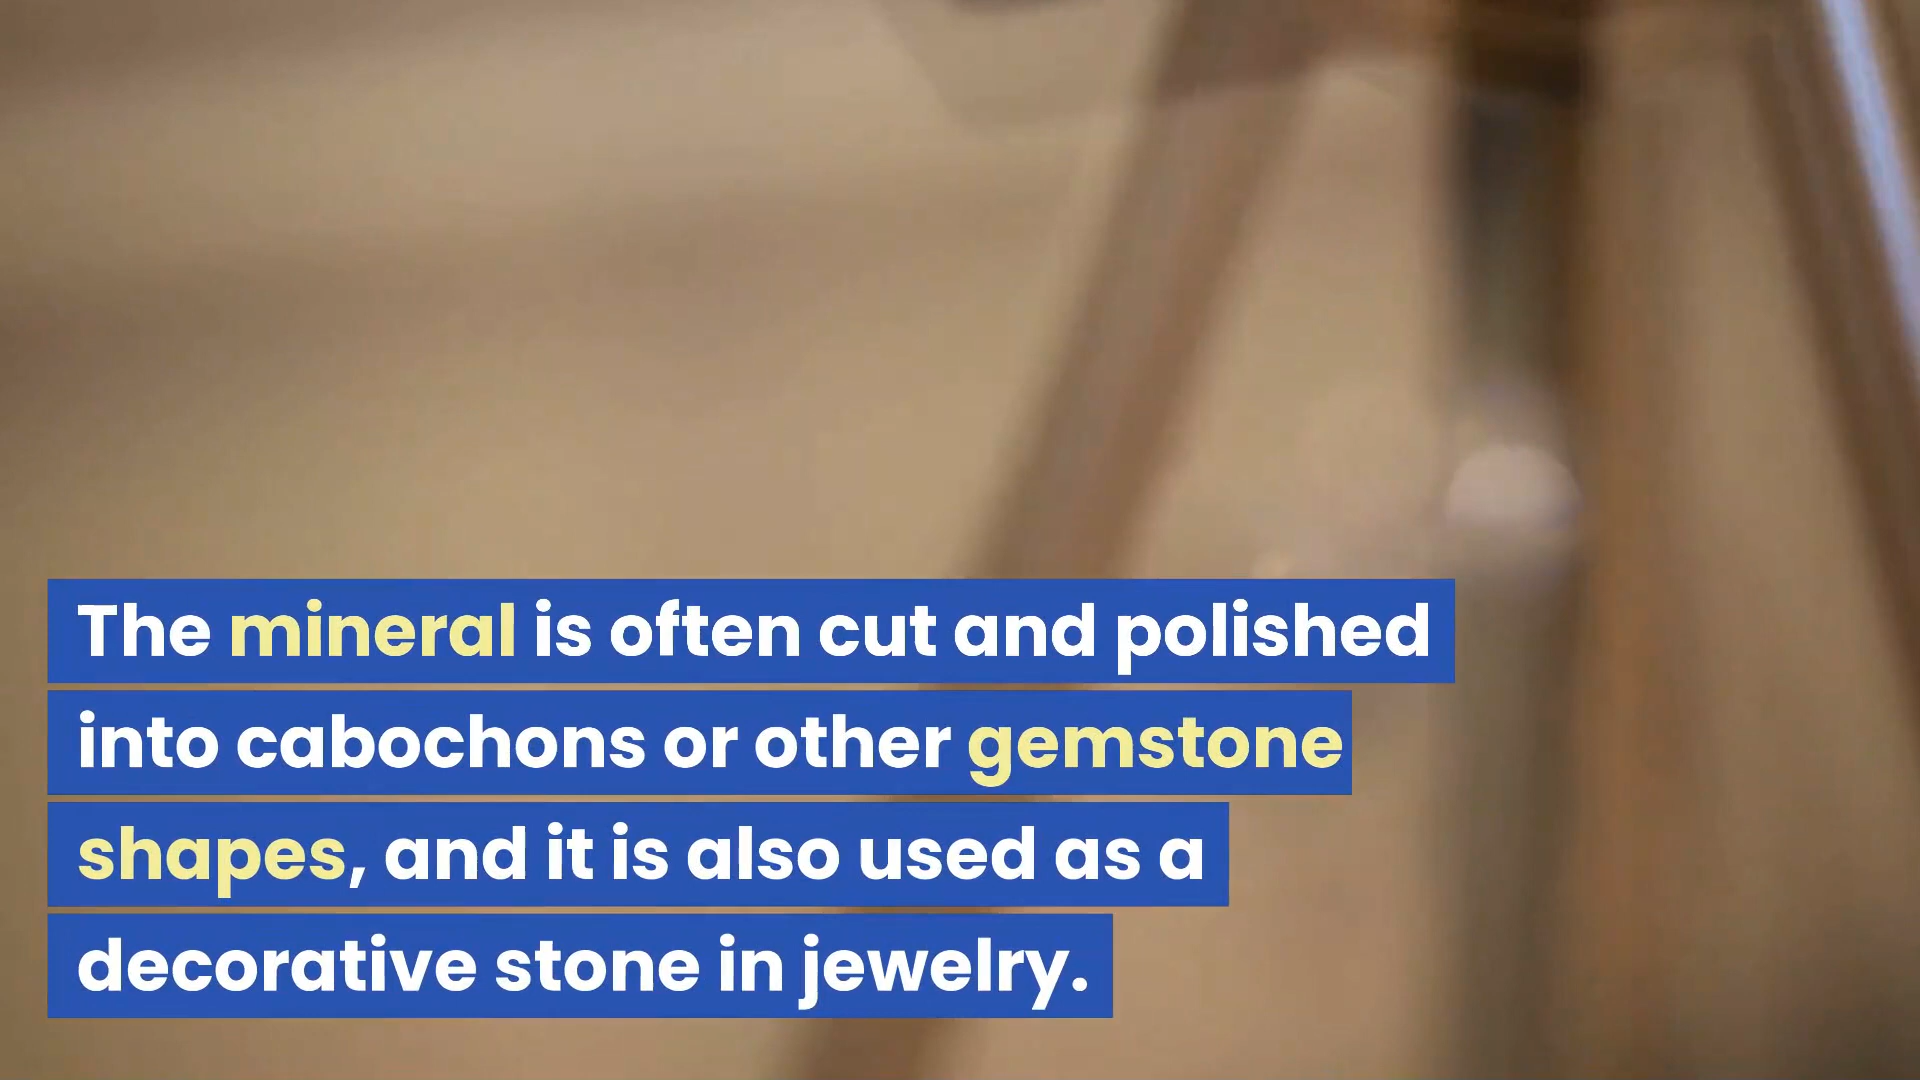 The mineral is often cut and polished
into cabochons or other gemstone
shapes, and it is also used as a
decorative stone in jewelry.